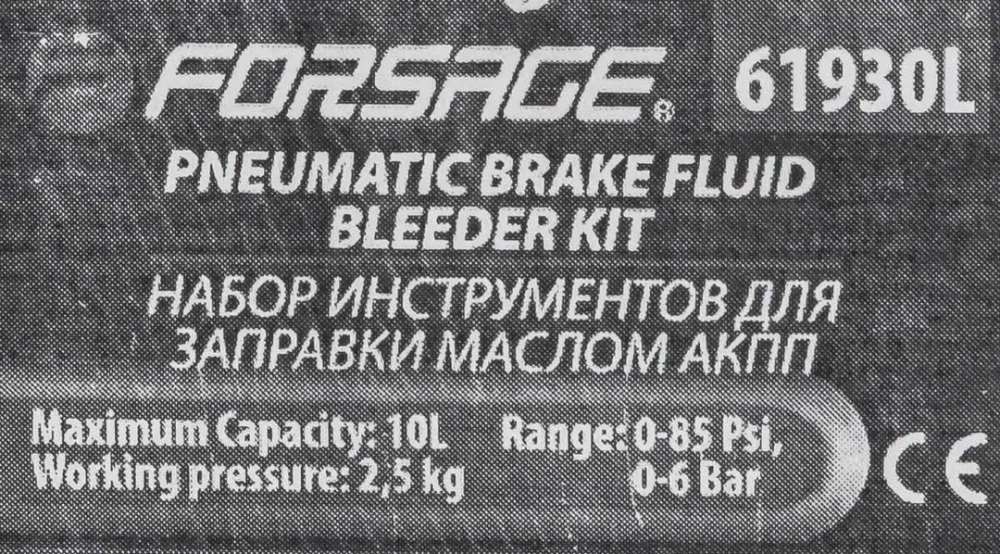 FORSAGE®
61930L
PNEUMATIC BRAKE FLUID
BLEEDER KIT
НАБОР ИНСТРУМЕНТОВ ДЛЯ
ЗАПРАВКИ МАСЛОМ АКПП
Maximum Capacity: 10L
Working pressure: 2,5 kg
Range: 0-85 Psi,
0-6 Bar
CE